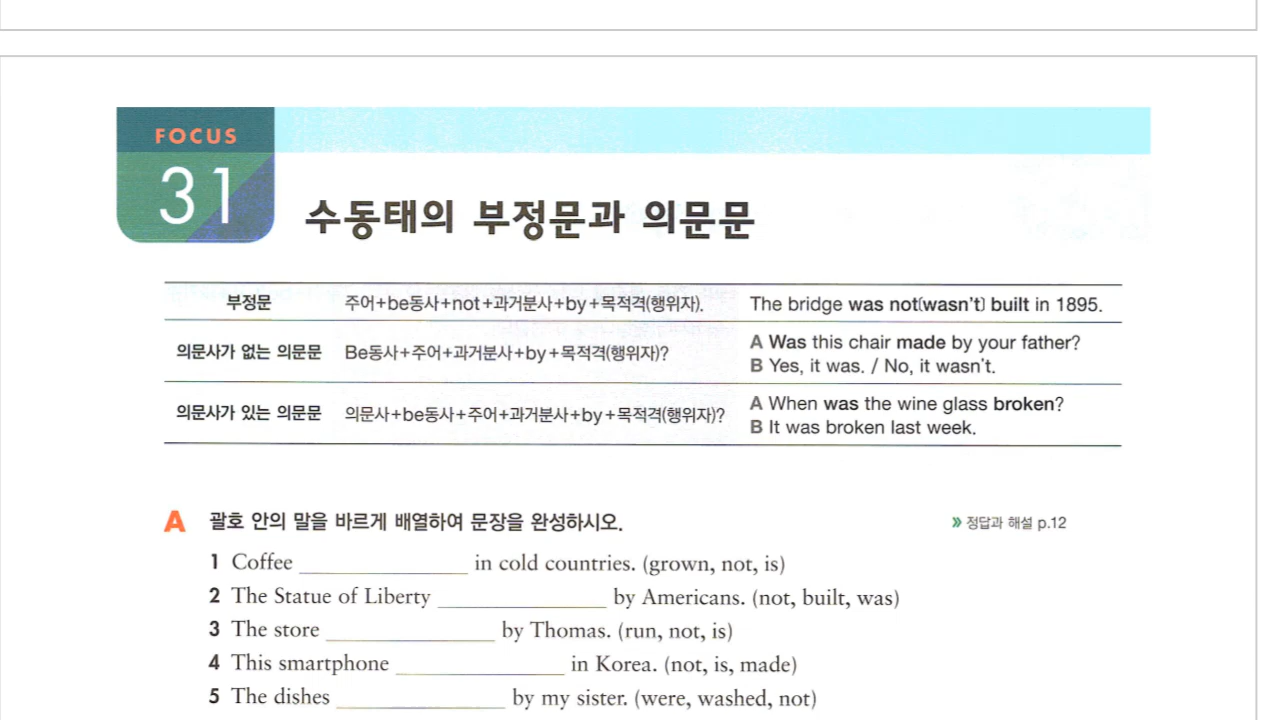 FOCUS
31
수동태의 부정문과 의문문
부정문 주어+be동사+not+과거분사+by+목적격(행위자). The bridge was not(wasn't) built in 1895.
의문사가 없는 의문문 Be동사+주어+과거분사+by+목적격(행위자)? A Was this chair made by your father?
B Yes, it was. / No, it wasn't.
의문사가 있는 의문문 의문사+be동사+주어+과거분사+by+목적격(행위자)? A When was the wine glass broken?
B It was broken last week.
A 괄호 안의 말을 바르게 배열하여 문장을 완성하시오. » 정답과 해설 p.12
1 Coffee ______________ in cold countries. (grown, not, is)
2 The Statue of Liberty ______________ by Americans. (not, built, was)
3 The store ______________ by Thomas. (run, not, is)
4 This smartphone ______________ in Korea. (not, is, made)
5 The dishes ______________ by my sister. (were, washed, not)